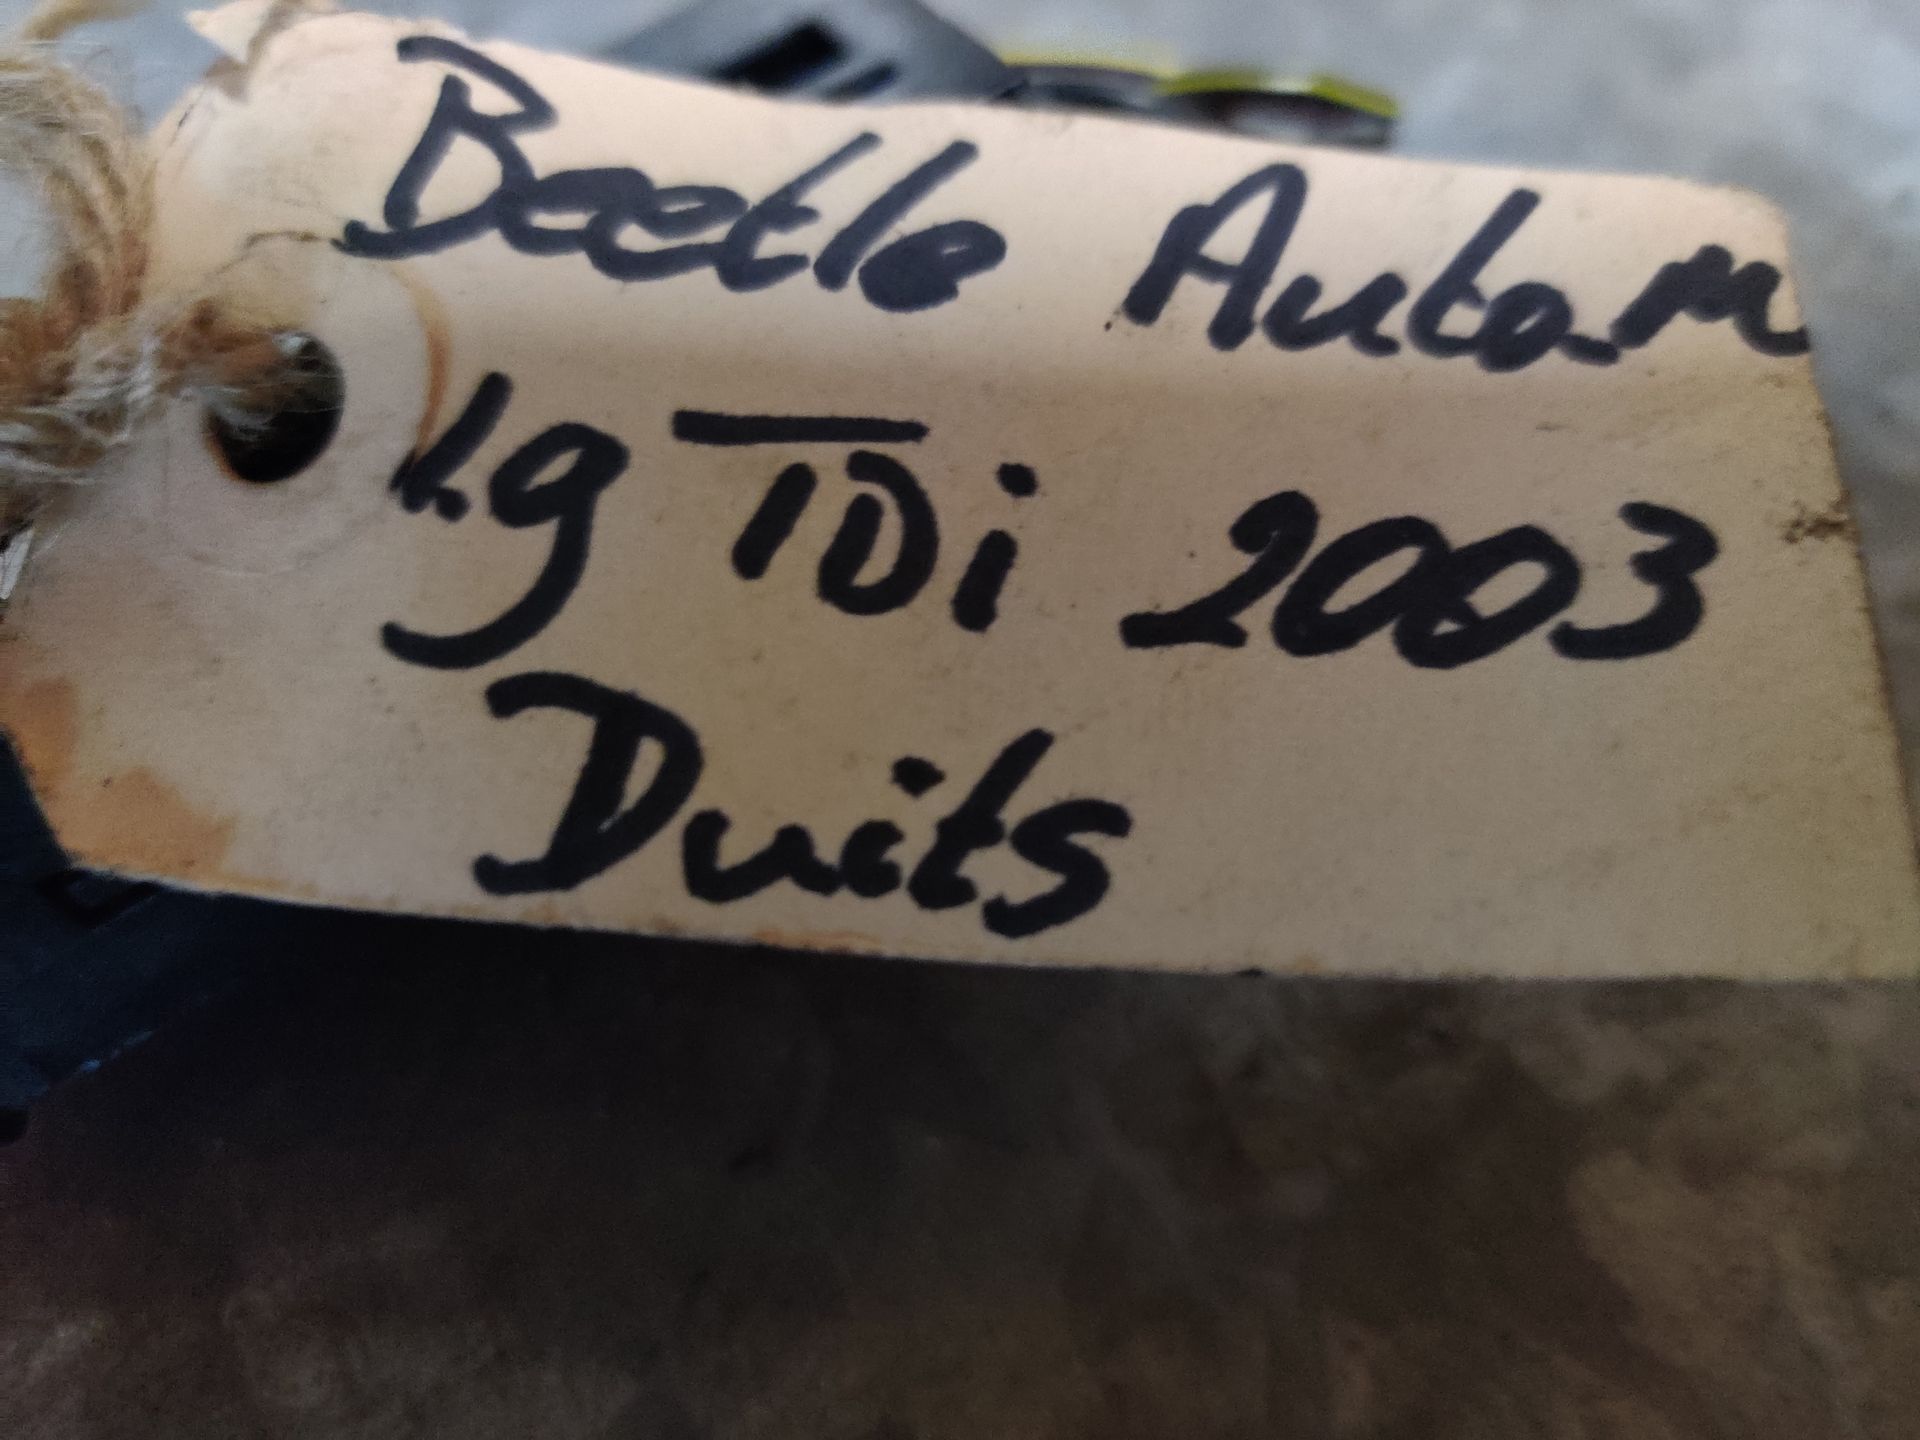 Beetle Autom
1.9 TDi 2003
Duits